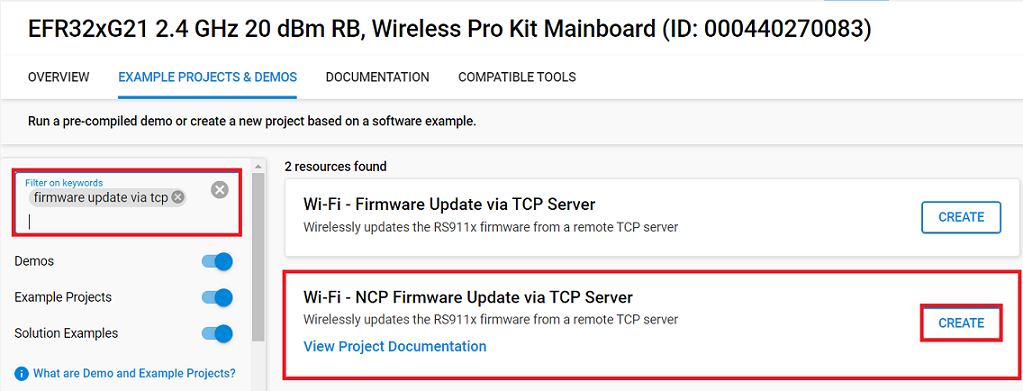 EFR32xG21 2.4 GHz 20 dBm RB, Wireless Pro Kit Mainboard (ID: 000440270083)
OVERVIEW EXAMPLE PROJECTS & DEMOS DOCUMENTATION COMPATIBLE TOOLS
Run a pre-compiled demo or create a new project based on a software example.
Filter on keywords
firmware update via tcp
Demos
Example Projects
Solution Examples
What are Demo and Example Projects?
2 resources found
Wi-Fi - Firmware Update via TCP Server
Wirelessly updates the RS911x firmware from a remote TCP server
CREATE
Wi-Fi - NCP Firmware Update via TCP Server
Wirelessly updates the RS911x firmware from a remote TCP server
View Project Documentation
CREATE